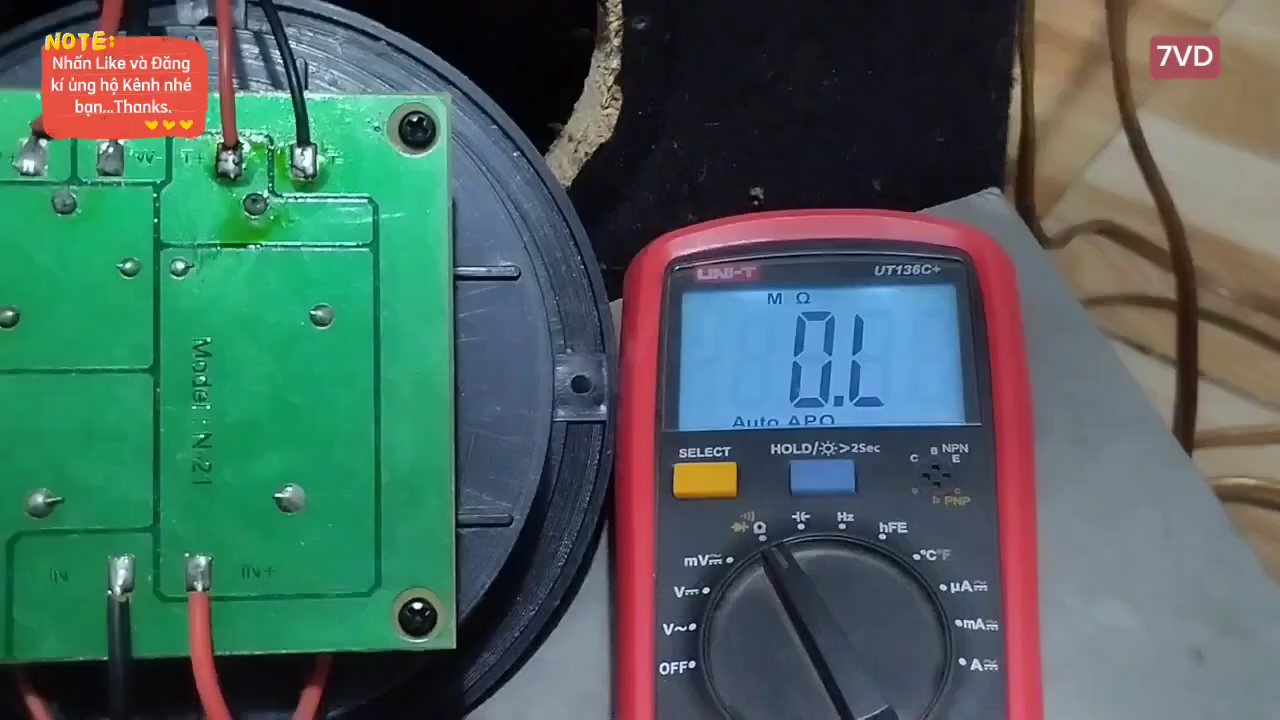 NOTE:
Nhấn Like và Đăng
kí ủng hộ Kênh nhé
bạn...Thanks.
7VD
W-
T+
T-
Model : N-21
IN
IN+
UNI-T
UT136C+
M Ω
0.L
Auto APO
SELECT
HOLD/☼>2Sec
B NPN
C E
PNP
Ω
Hz
hFE
mV
°C°F
V
µA
V~
mA
OFF
A